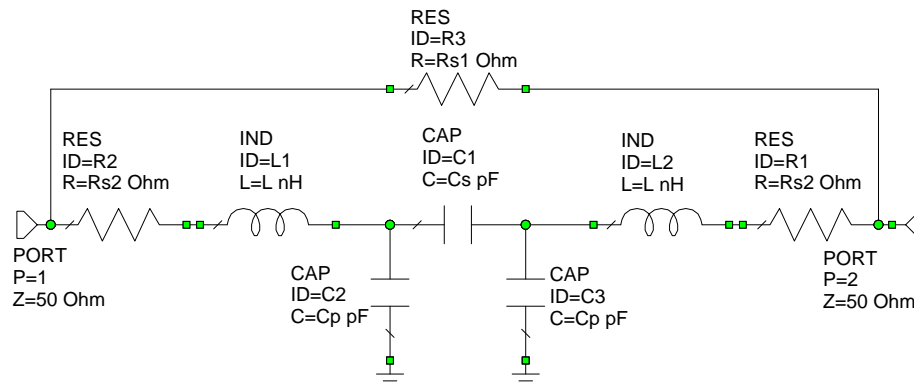 RES
ID=R3
R=Rs1 Ohm
RES
ID=R2
R=Rs2 Ohm
IND
ID=L1
L=L nH
CAP
ID=C1
C=Cs pF
IND
ID=L2
L=L nH
RES
ID=R1
R=Rs2 Ohm
PORT
P=1
Z=50 Ohm
CAP
ID=C2
C=Cp pF
CAP
ID=C3
C=Cp pF
PORT
P=2
Z=50 Ohm